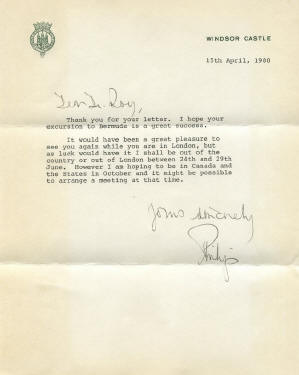 WINDSOR CASTLE
15th April, 1980
Dear Dr. Roy,
Thank you for your letter. I hope your
excursion to Bermuda is a great success.
It would have been a great pleasure to
see you again while you are in London, but
as luck would have it I shall be out of the
country or out of London between 24th and 29th
June. However I am hoping to be in Canada and
the States in October and it might be possible
to arrange a meeting at that time.
Yours sincerely
Philip